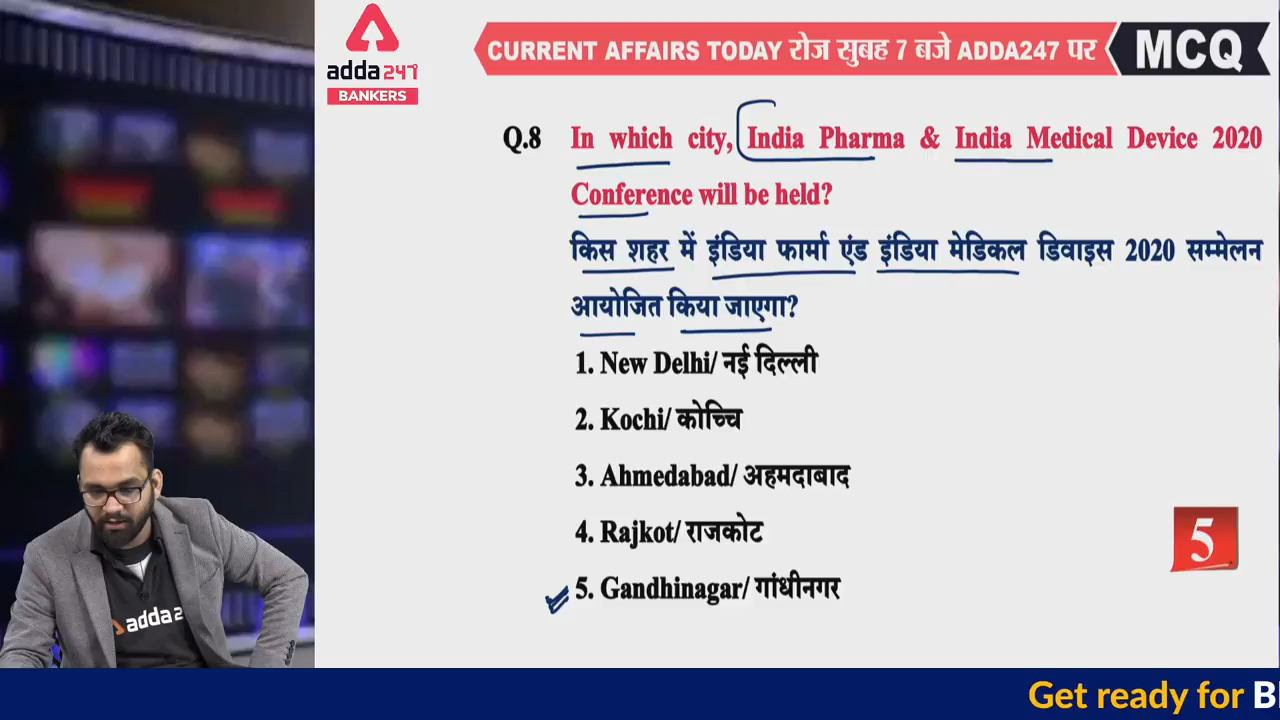 adda247
BANKERS
CURRENT AFFAIRS TODAY रोज सुबह 7 बजे ADDA247 पर
MCQ
Q.8 In which city, India Pharma & India Medical Device 2020
Conference will be held?
किस शहर में इंडिया फार्मा एंड इंडिया मेडिकल डिवाइस 2020 सम्मेलन
आयोजित किया जाएगा?
1. New Delhi/ नई दिल्ली
2. Kochi/ कोच्चि
3. Ahmedabad/ अहमदाबाद
4. Rajkot/ राजकोट
5. Gandhinagar/ गांधीनगर
5
adda2
Get ready for